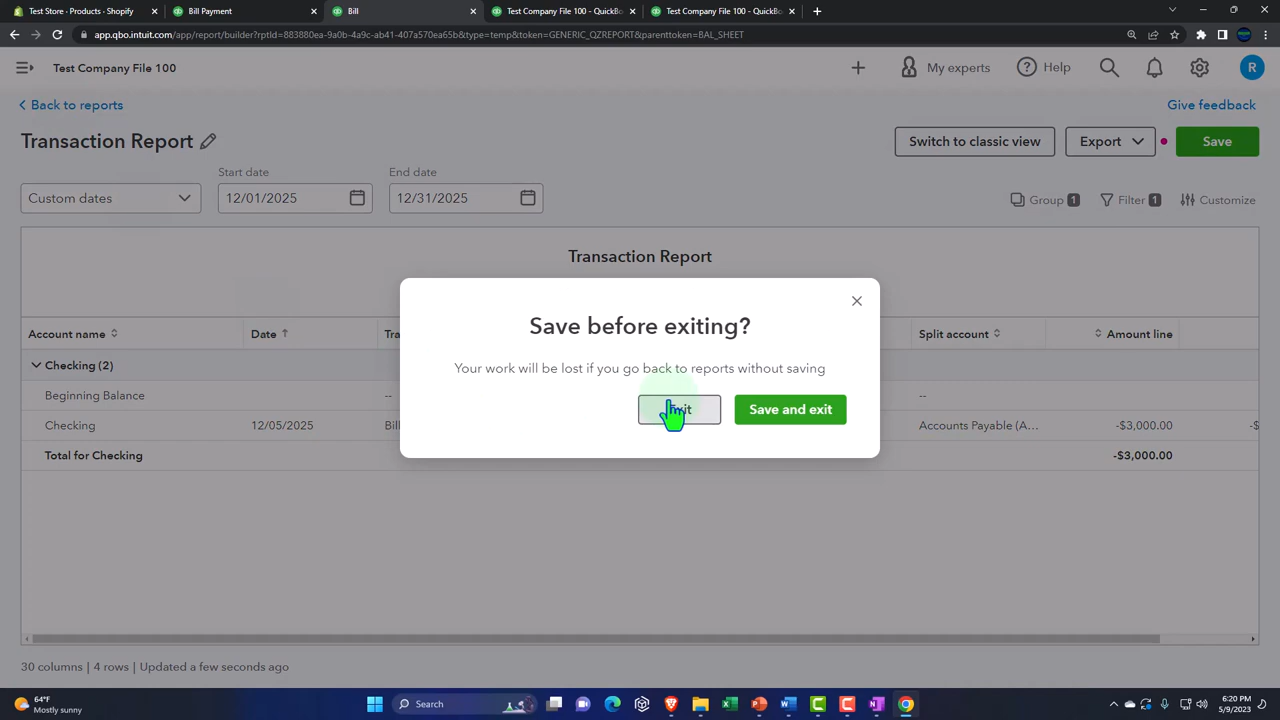 Test Store - Products - Shopify
Bill Payment
Bill
Test Company File 100 - QuickBo
Test Company File 100 - QuickBo
app.qbo.intuit.com/app/report/builder?rptId=883880ea-9a0b-4a9c-ab41-407a570ea65b&type=temp&token=GENERIC_QZREPORT&parenttoken=BAL_SHEET
Test Company File 100
My experts
Help
R
Back to reports
Give feedback
Transaction Report
Switch to classic view
Export
Save
Start date
End date
Custom dates
12/01/2025
12/31/2025
Group 1
Filter 1
Customize
Transaction Report
Save before exiting?
Account name
Date
Tra
Split account
Amount line
Your work will be lost if you go back to reports without saving
Checking (2)
Beginning Balance
--
--
Exit
Save and exit
Checking
12/05/2025
Bill
Accounts Payable (A...
-$3,000.00
-$
Total for Checking
-$3,000.00
30 columns | 4 rows | Updated a few seconds ago
64°F
Mostly sunny
Search
6:20 PM
5/9/2023